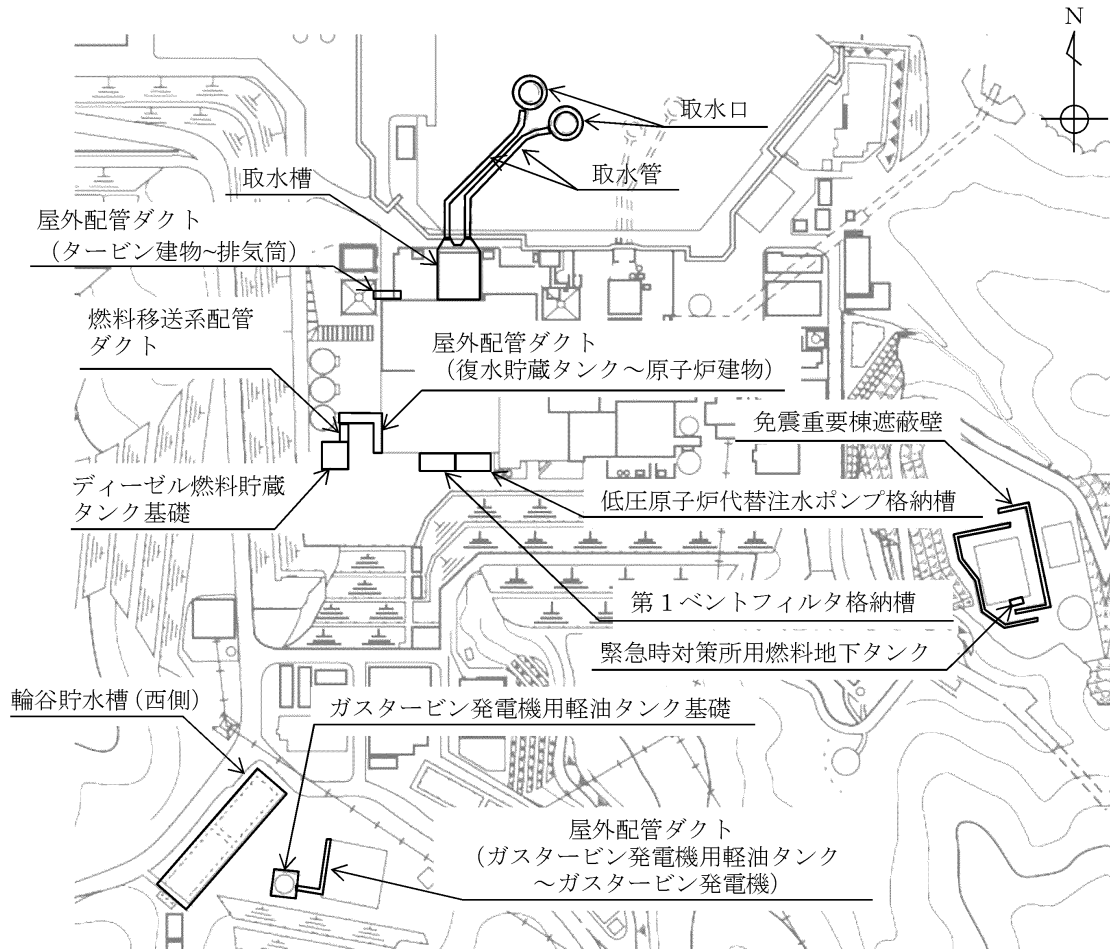 N
取水口
取水管
取水槽
屋外配管ダクト
（タービン建物~排気筒）
燃料移送系配管
ダクト
屋外配管ダクト
（復水貯蔵タンク～原子炉建物）
免震重要棟遮蔽壁
ディーゼル燃料貯蔵
タンク基礎
低圧原子炉代替注水ポンプ格納槽
第１ベントフィルタ格納槽
緊急時対策所用燃料地下タンク
輪谷貯水槽（西側）
ガスタービン発電機用軽油タンク基礎
屋外配管ダクト
（ガスタービン発電機用軽油タンク
～ガスタービン発電機）